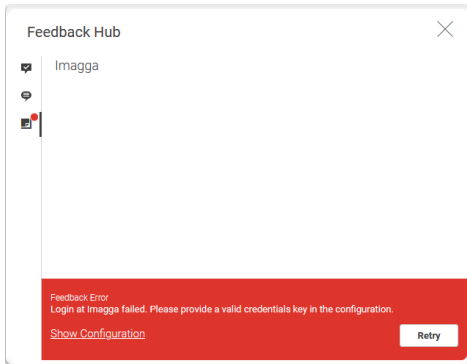 Feedback Hub
Imagga
Feedback Error
Login at Imagga failed. Please provide a valid credentials key in the configuration.
Show Configuration
Retry